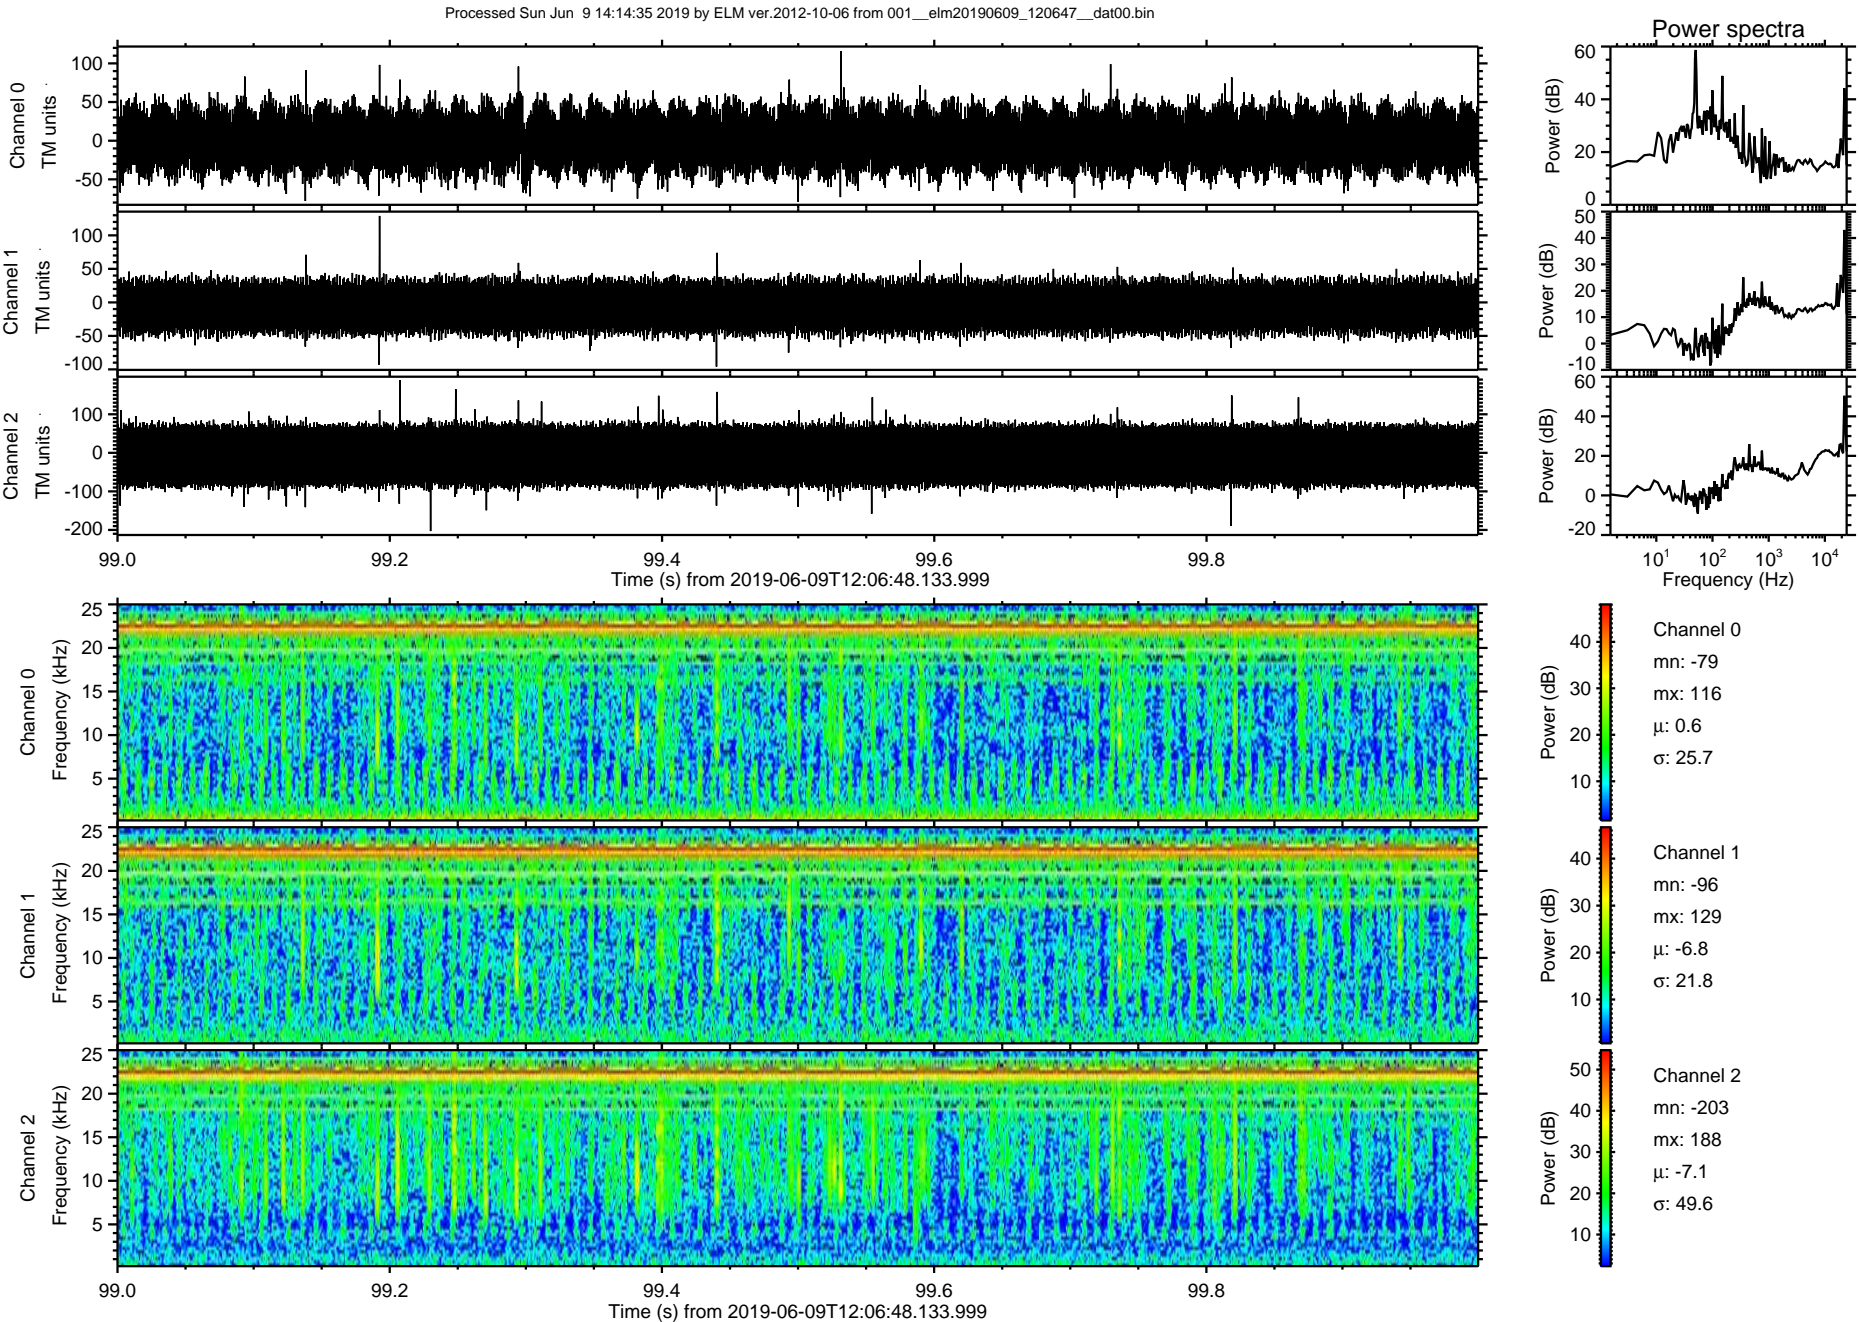 Processed Sun Jun  9 14:14:35 2019 by ELM ver.2012-10-06 from 001__elm20190609_120647__dat00.bin
Power spectra
Channel 0
TM units
100
50
0
-50
Power (dB)
60
40
20
0
Channel 1
TM units
100
50
0
-50
-100
Power (dB)
50
40
30
20
10
0
-10
Channel 2
TM units
100
0
-100
-200
Power (dB)
60
40
20
0
-20
99.0
99.2
99.4
99.6
99.8
Time (s) from 2019-06-09T12:06:48.133.999
10^1
10^2
10^3
10^4
Frequency (Hz)
Channel 0
Frequency (kHz)
25
20
15
10
5
Power (dB)
40
30
20
10
Channel 0
mn: -79
mx: 116
μ: 0.6
σ: 25.7
Channel 1
Frequency (kHz)
25
20
15
10
5
Power (dB)
40
30
20
10
Channel 1
mn: -96
mx: 129
μ: -6.8
σ: 21.8
Channel 2
Frequency (kHz)
25
20
15
10
5
Power (dB)
50
40
30
20
10
Channel 2
mn: -203
mx: 188
μ: -7.1
σ: 49.6
99.0
99.2
99.4
99.6
99.8
Time (s) from 2019-06-09T12:06:48.133.999